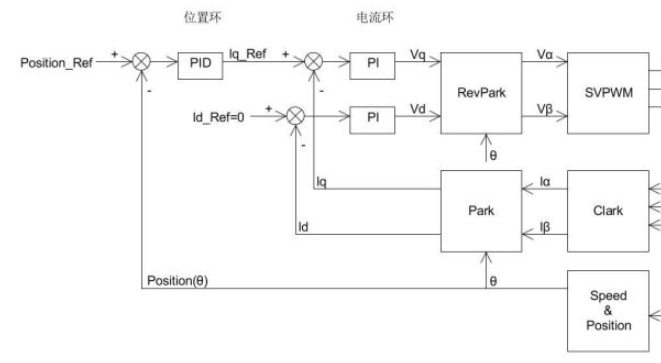 位置环
电流环
Position_Ref
+
-
PID
Iq_Ref
+
-
PI
Vq
RevPark
Vα
SVPWM
Id_Ref=0
+
-
PI
Vd
Vβ
θ
Iq
Park
Iα
Clark
Id
Iβ
Position(θ)
θ
Speed
&
Position